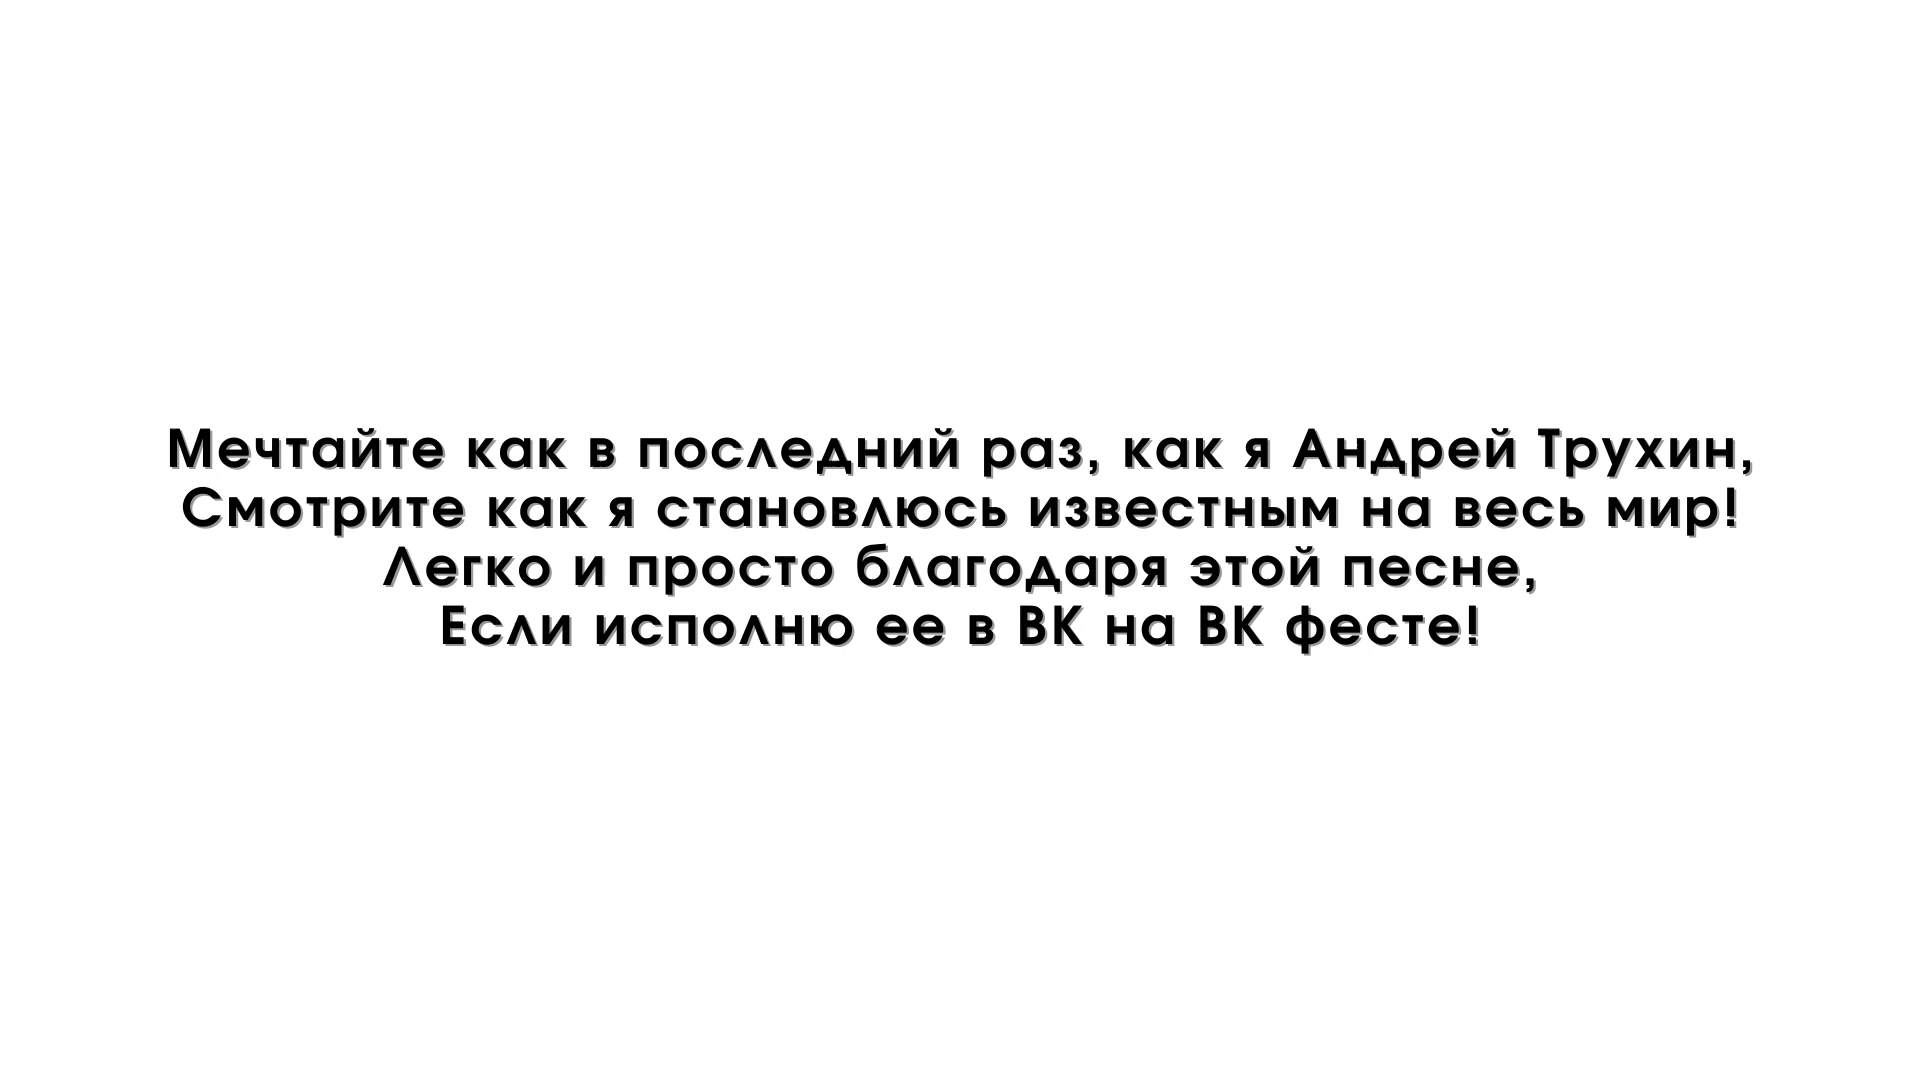 Мечтайте как в последний раз, как я Андрей Трухин,
Смотрите как я становлюсь известным на весь мир!
Легко и просто благодаря этой песне,
Если исполню ее в ВК на ВК фесте!